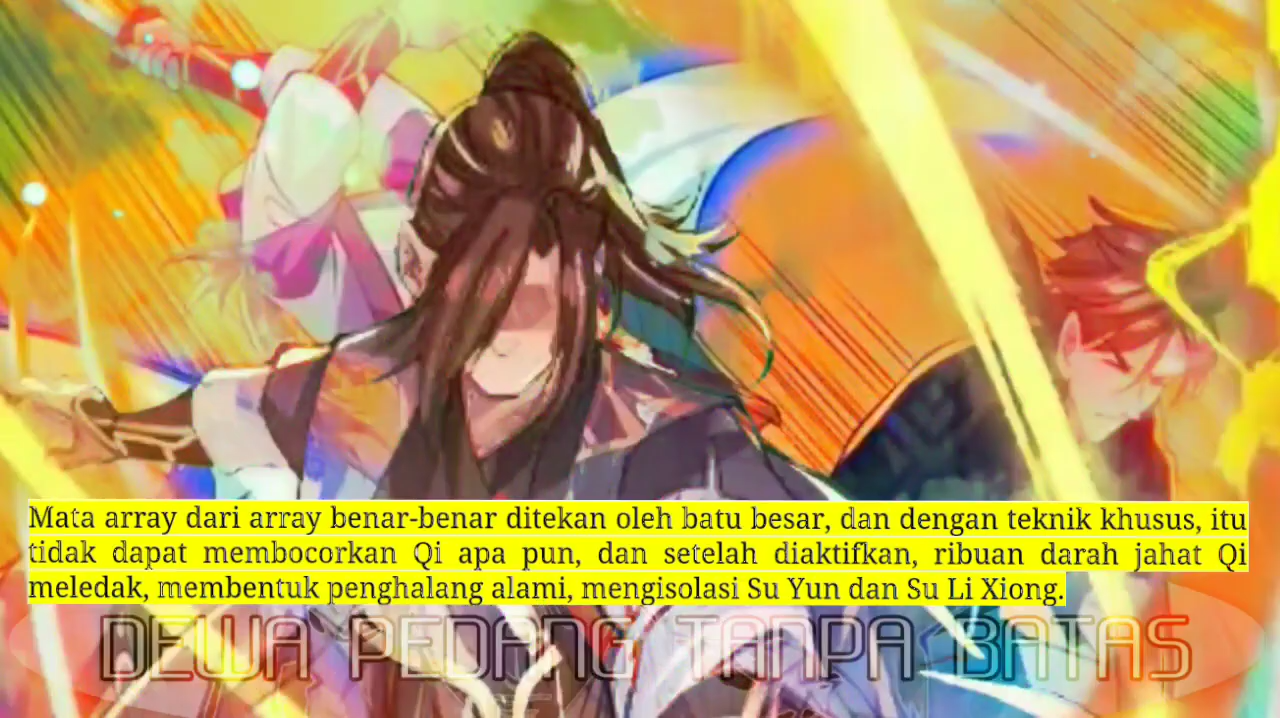 Mata array dari array benar-benar ditekan oleh batu besar, dan dengan teknik khusus, itu
tidak dapat membocorkan Qi apa pun, dan setelah diaktifkan, ribuan darah jahat Qi
meledak, membentuk penghalang alami, mengisolasi Su Yun dan Su Li Xiong.
DEWA PEDANG TANPA BATAS